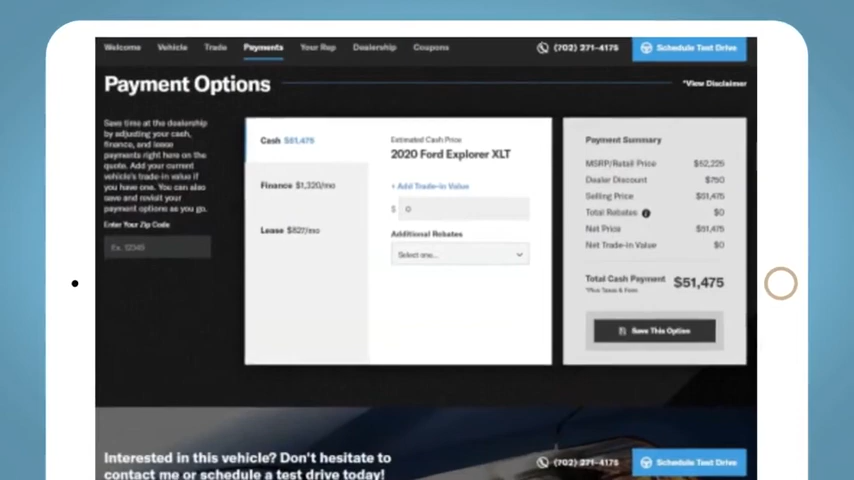 Welcome Vehicle Trade Payments Your Rep Dealership Coupons (702) 271-4175 Schedule Test Drive
Payment Options
*View Disclaimer
Save time at the dealership
by adjusting your cash,
finance, and lease
payments right here on the
quote. Add your current
vehicle's trade-in value if
you have one. You can also
save and revisit your
payment options as you go.
Enter Your Zip Code
Ex. 12345
Cash $51,475
Finance $1,320/mo
Lease $827/mo
Estimated Cash Price
2020 Ford Explorer XLT
+ Add Trade-in Value
$ 0
Additional Rebates
Select one...
Payment Summary
MSRP/Retail Price $52,225
Dealer Discount $750
Selling Price $51,475
Total Rebates $0
Net Price $51,475
Net Trade-in Value $0
Total Cash Payment $51,475
*Plus Taxes & Fees
Save This Option
Interested in this vehicle? Don't hesitate to
contact me or schedule a test drive today!
(702) 271-4175 Schedule Test Drive